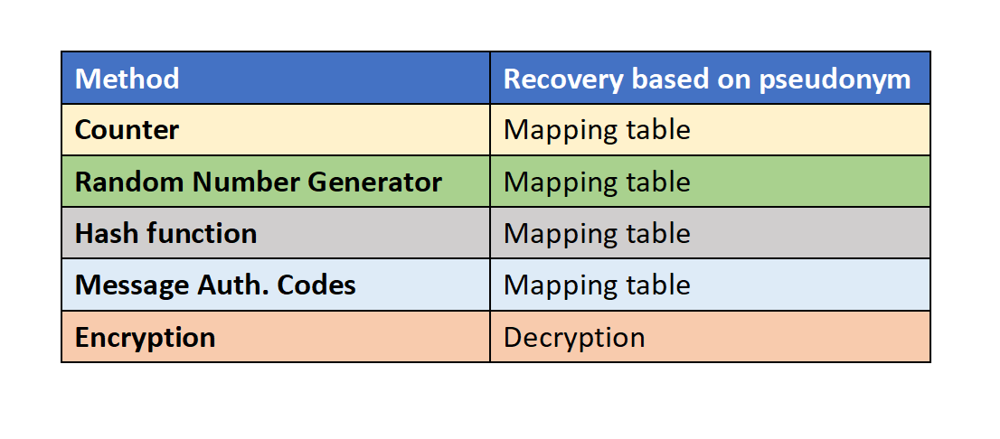 Method Recovery based on pseudonym
Counter Mapping table
Random Number Generator Mapping table
Hash function Mapping table
Message Auth. Codes Mapping table
Encryption Decryption